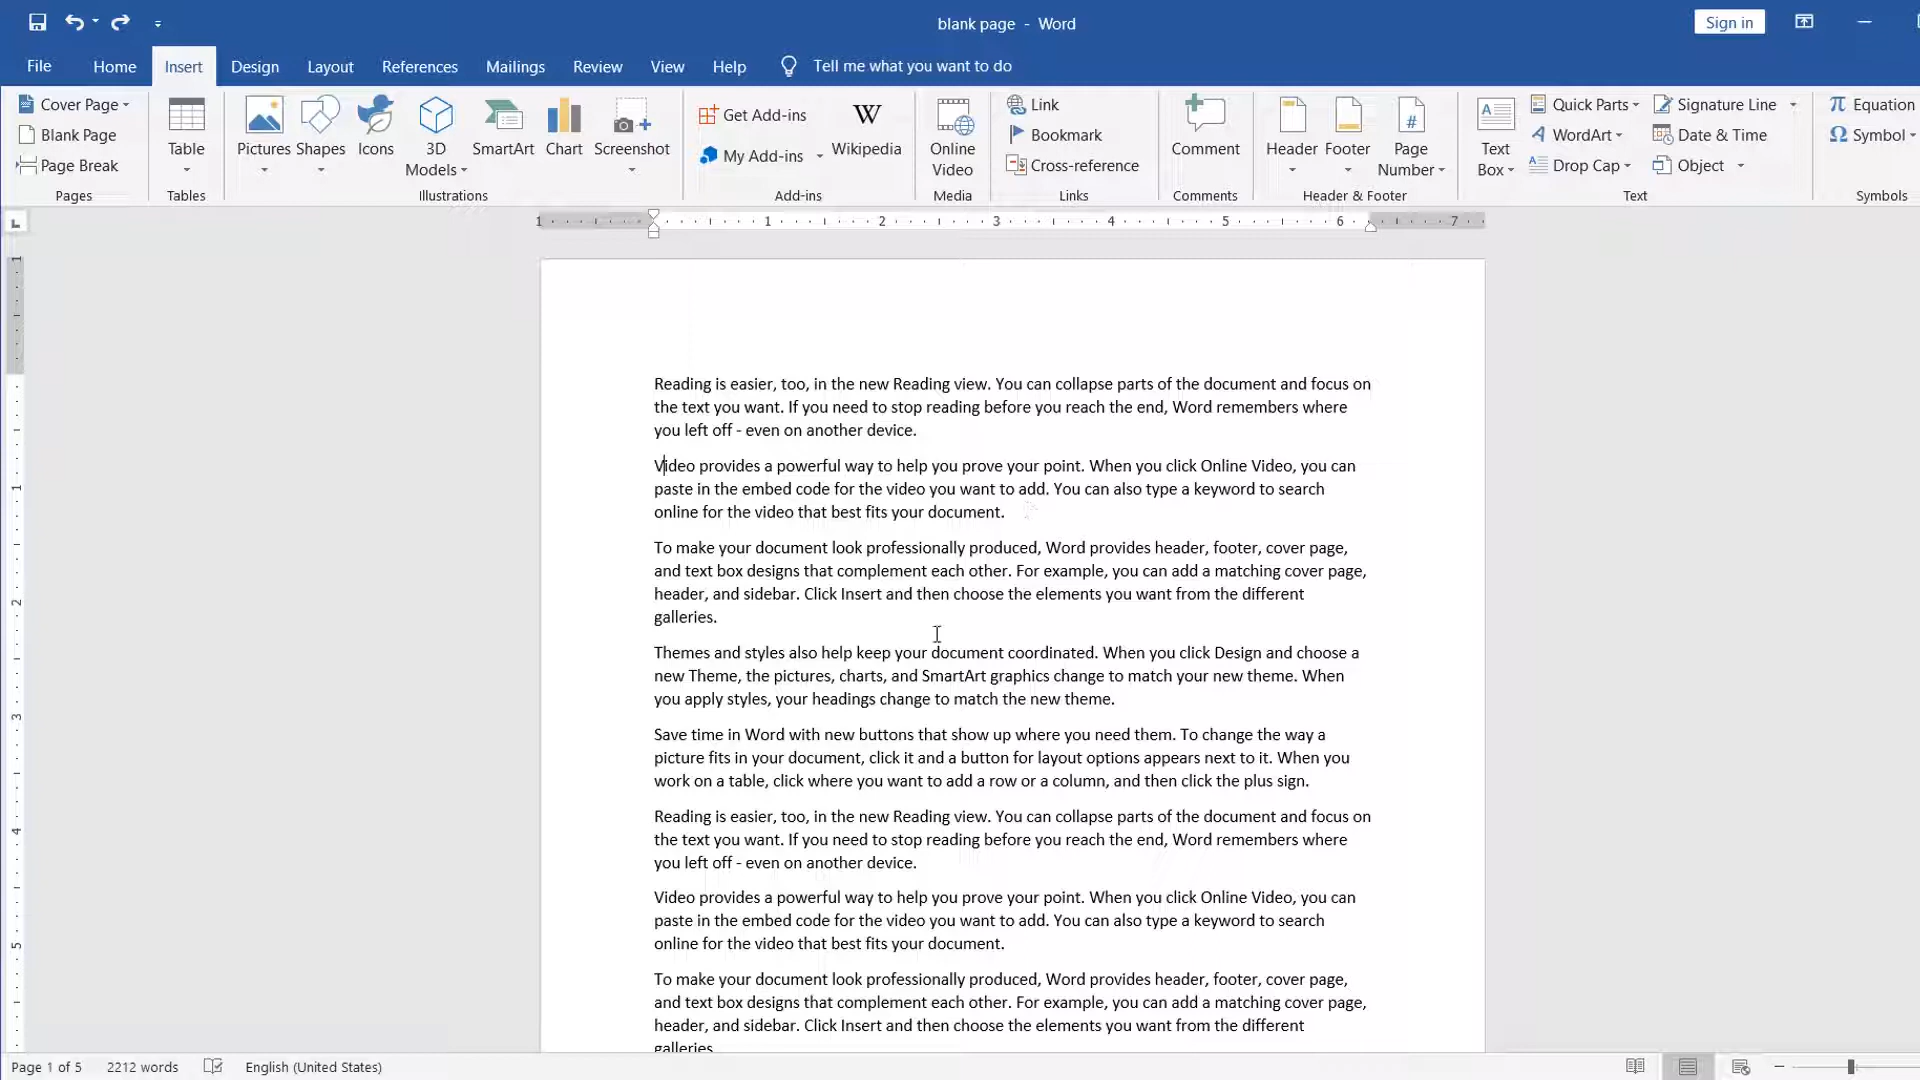 blank page - Word
Sign in
File Home Insert Design Layout References Mailings Review View Help Tell me what you want to do
Cover Page
Blank Page
Page Break
Pages
Table
Tables
Pictures
Shapes
Icons
3D
Models
SmartArt
Chart
Screenshot
Illustrations
Get Add-ins
My Add-ins
W
Wikipedia
Add-ins
Online
Video
Media
Link
Bookmark
Cross-reference
Links
Comment
Comments
Header
Footer
#
Page
Number
Header & Footer
A
Text
Box
Quick Parts
A
WordArt
A
Drop Cap
Signature Line
Date & Time
Object
Text
π Equation
Ω Symbol
Symbols
L
1 1 2 3 4 5 6 7
1
1
2
3
4
5
Reading is easier, too, in the new Reading view. You can collapse parts of the document and focus on
the text you want. If you need to stop reading before you reach the end, Word remembers where
you left off - even on another device.
Video provides a powerful way to help you prove your point. When you click Online Video, you can
paste in the embed code for the video you want to add. You can also type a keyword to search
online for the video that best fits your document.
To make your document look professionally produced, Word provides header, footer, cover page,
and text box designs that complement each other. For example, you can add a matching cover page,
header, and sidebar. Click Insert and then choose the elements you want from the different
galleries.
Themes and styles also help keep your document coordinated. When you click Design and choose a
new Theme, the pictures, charts, and SmartArt graphics change to match your new theme. When
you apply styles, your headings change to match the new theme.
Save time in Word with new buttons that show up where you need them. To change the way a
picture fits in your document, click it and a button for layout options appears next to it. When you
work on a table, click where you want to add a row or a column, and then click the plus sign.
Reading is easier, too, in the new Reading view. You can collapse parts of the document and focus on
the text you want. If you need to stop reading before you reach the end, Word remembers where
you left off - even on another device.
Video provides a powerful way to help you prove your point. When you click Online Video, you can
paste in the embed code for the video you want to add. You can also type a keyword to search
online for the video that best fits your document.
To make your document look professionally produced, Word provides header, footer, cover page,
and text box designs that complement each other. For example, you can add a matching cover page,
header, and sidebar. Click Insert and then choose the elements you want from the different
galleries.
Page 1 of 5 2212 words English (United States)